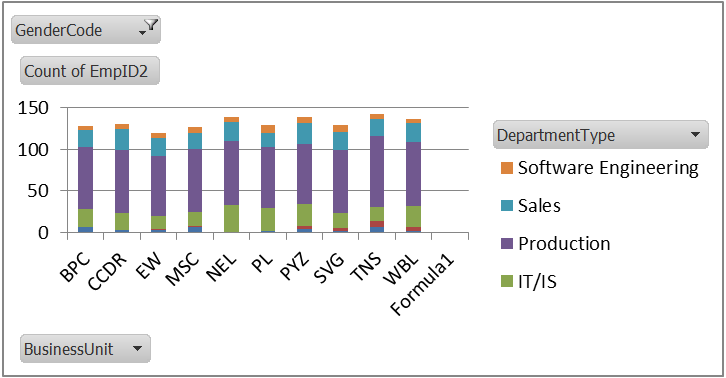 GenderCode
Count of EmpID2
150
100
50
0
BPC
CCDR
EW
MSC
NEL
PL
PYZ
SVG
TNS
WBL
Formula1
DepartmentType
Software Engineering
Sales
Production
IT/IS
BusinessUnit